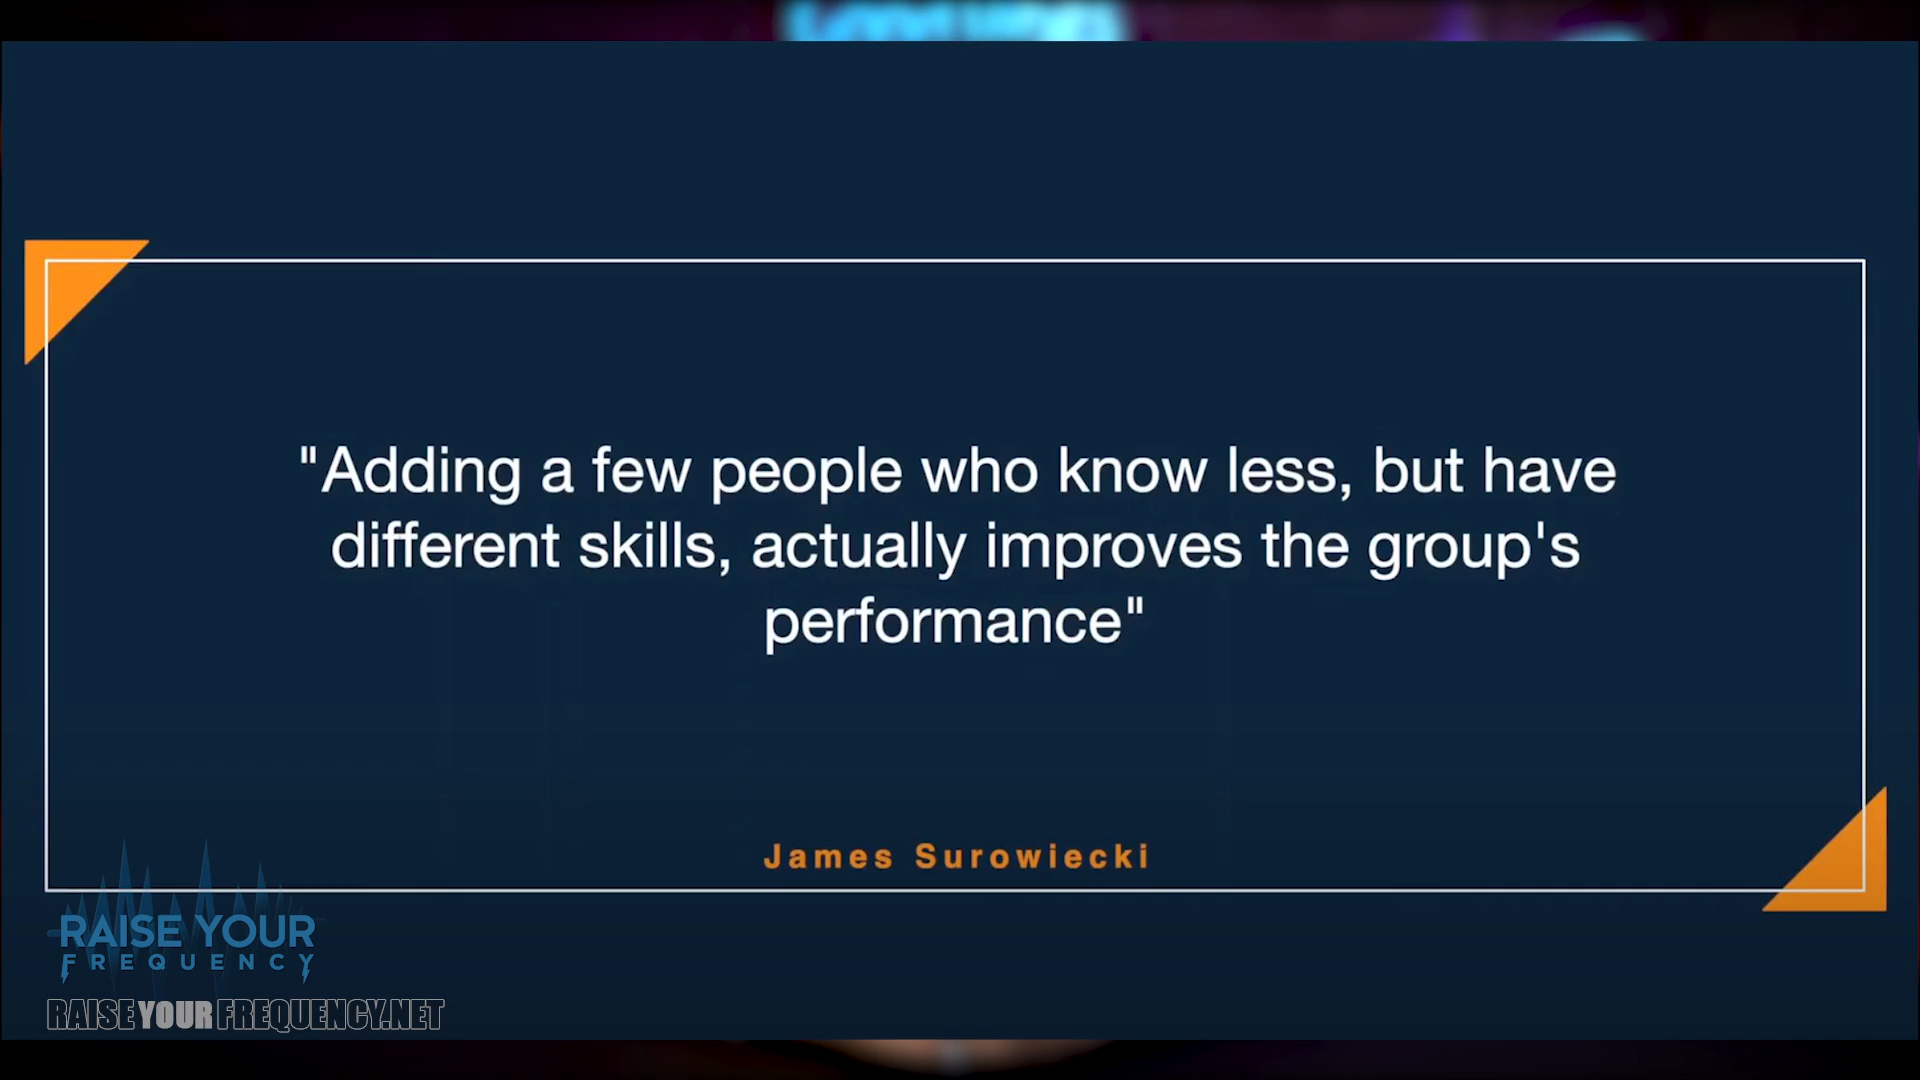 "Adding a few people who know less, but have
different skills, actually improves the group's
performance"
James Surowiecki
RAISE YOUR
FREQUENCY
RAISEYOURFREQUENCY.NET